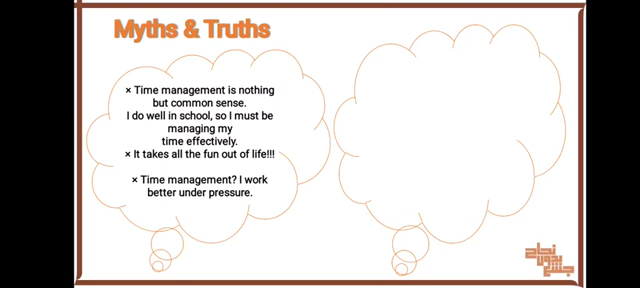 Myths & Truths
× Time management is nothing
but common sense.
I do well in school, so I must be
managing my
time effectively.
× It takes all the fun out of life!!!
× Time management? I work
better under pressure.